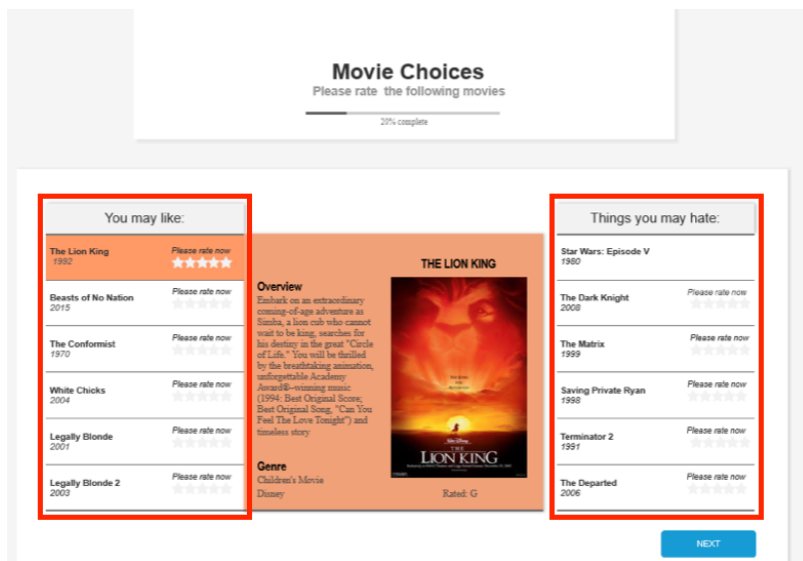 Movie Choices
Please rate the following movies
20% complete
You may like:
The Lion King
1992
Please rate now
Beasts of No Nation
2015
Please rate now
The Conformist
1970
Please rate now
White Chicks
2004
Please rate now
Legally Blonde
2001
Please rate now
Legally Blonde 2
2003
Please rate now
Overview
Embark on an extraordinary
coming-of-age adventure as
Simba, a lion cub who cannot
wait to be king, searches for
his destiny in the great "Circle
of Life." You will be thrilled
by the breathtaking animation,
unforgettable Academy
Award®-winning music
(1994: Best Original Score;
Best Original Song, "Can You
Feel The Love Tonight") and
timeless story
Genre
Children's Movie
Disney
THE LION KING
THE
LION KING
Rated: G
Things you may hate:
Star Wars: Episode V
1980
The Dark Knight
2008
Please rate now
The Matrix
1999
Please rate now
Saving Private Ryan
1998
Please rate now
Terminator 2
1991
Please rate now
The Departed
2006
Please rate now
NEXT